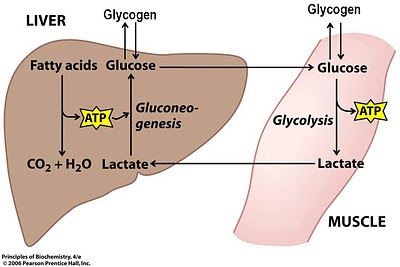 Glycogen
Glycogen
LIVER
Fatty acids Glucose
Glucose
ATP
Gluconeo-
genesis
ATP
Glycolysis
CO₂ + H₂O Lactate
Lactate
MUSCLE
Principles of Biochemistry, 4/e
© 2006 Pearson Prentice Hall, Inc.